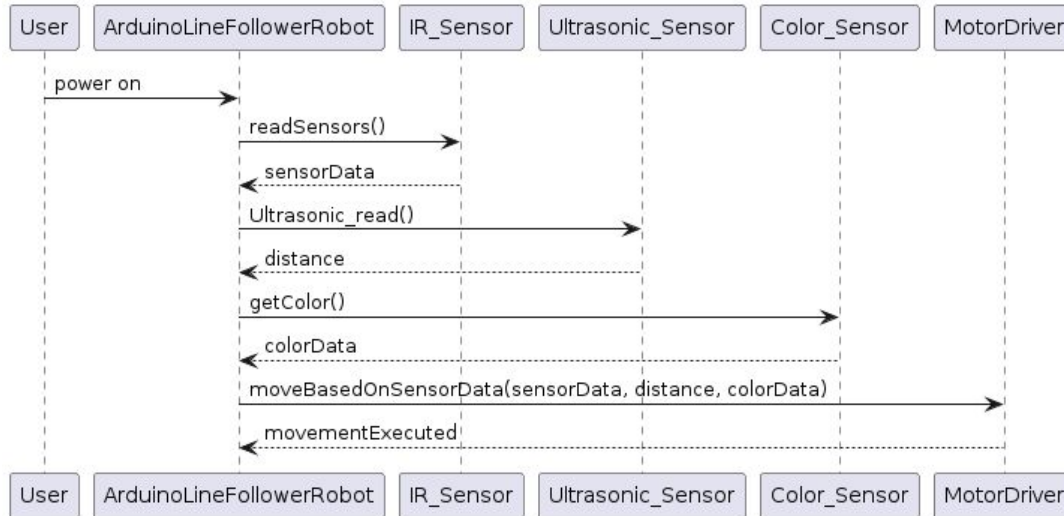 User ArduinoLineFollowerRobot IR_Sensor Ultrasonic_Sensor Color_Sensor MotorDriver
power on
readSensors()
sensorData
Ultrasonic_read()
distance
getColor()
colorData
moveBasedOnSensorData(sensorData, distance, colorData)
movementExecuted
User ArduinoLineFollowerRobot IR_Sensor Ultrasonic_Sensor Color_Sensor MotorDriver